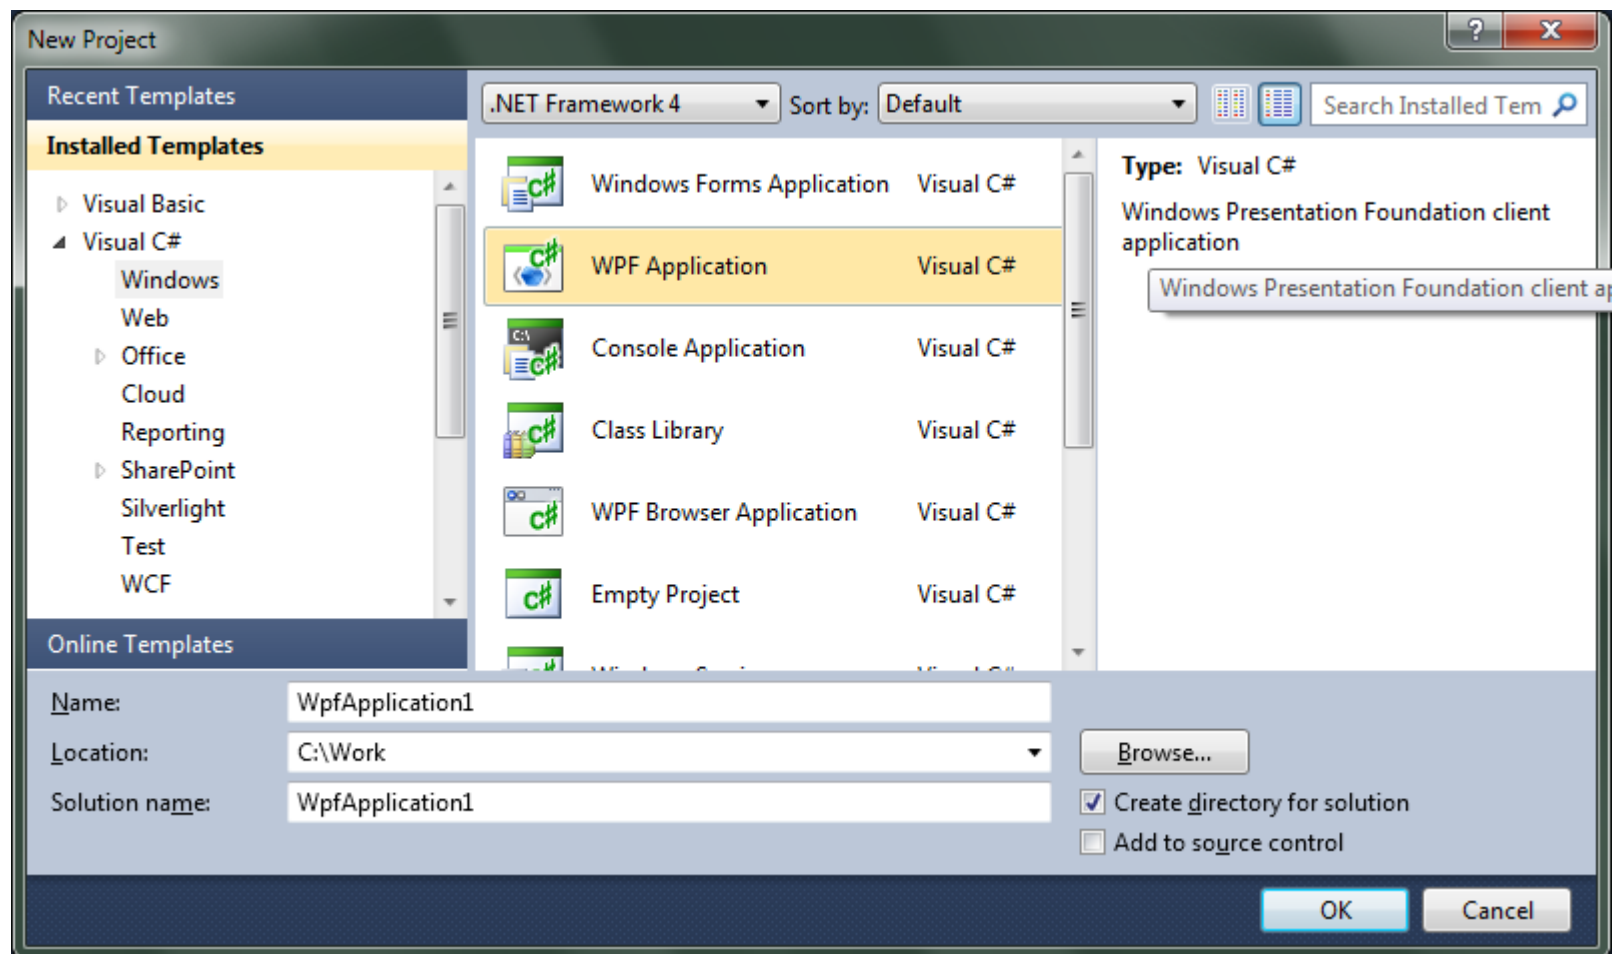 New Project
?
Recent Templates
Installed Templates
Visual Basic
Visual C#
Windows
Web
Office
Cloud
Reporting
SharePoint
Silverlight
Test
WCF
Online Templates
.NET Framework 4
Sort by: Default
Search Installed Tem
Windows Forms Application Visual C#
WPF Application Visual C#
Console Application Visual C#
Class Library Visual C#
WPF Browser Application Visual C#
Empty Project Visual C#
Type: Visual C#
Windows Presentation Foundation client
application
Windows Presentation Foundation client
Name: WpfApplication1
Location: C:\Work
Browse...
Solution name: WpfApplication1
Create directory for solution
Add to source control
OK
Cancel